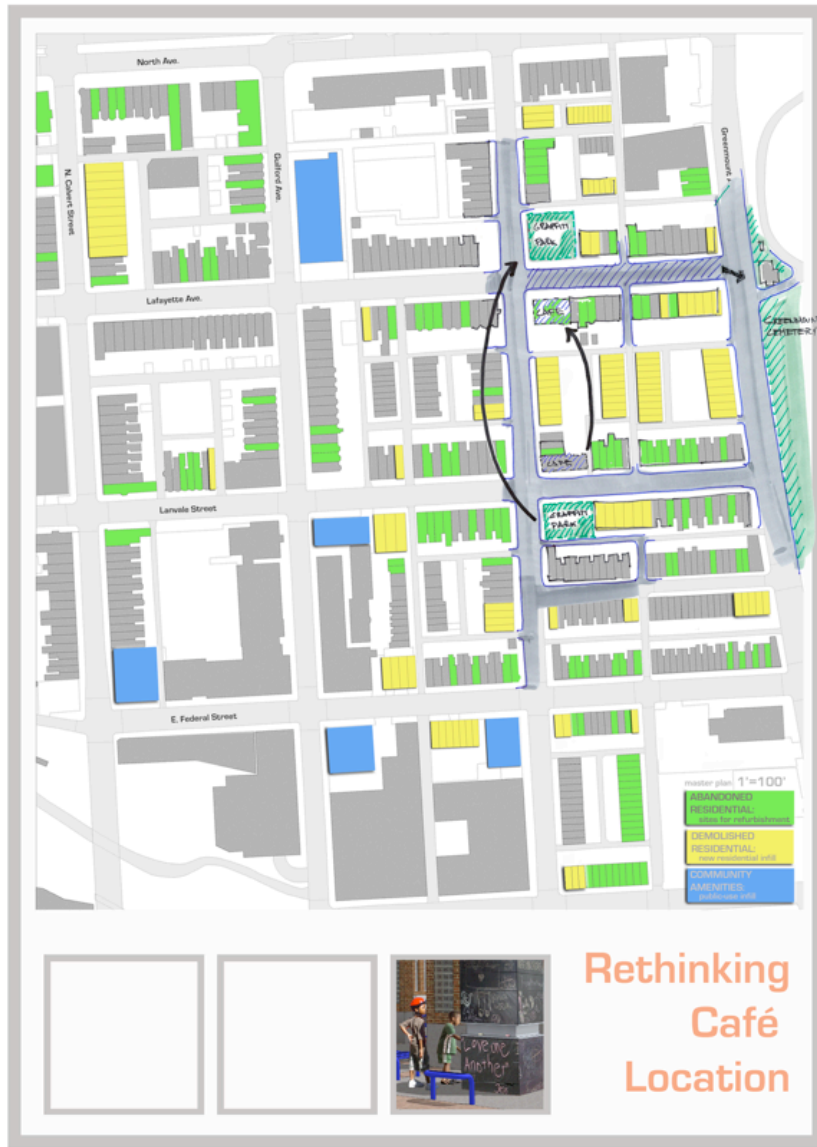 North Ave.
N. Calvert Street
Guilford Ave.
Greenmount
GRAFFITI
PARK
Lafayette Ave.
CAFE
GREENMOUNT
CEMETERY
CAFE
Lanvale Street
GRAFFITI
PARK
E. Federal Street
master plan 1'=100'
ABANDONED
RESIDENTIAL:
sites for refurbishment
DEMOLISHED
RESIDENTIAL:
new residential infill
COMMUNITY
AMENITIES:
public-use infill
Rethinking
Café
Location
Love one
Another